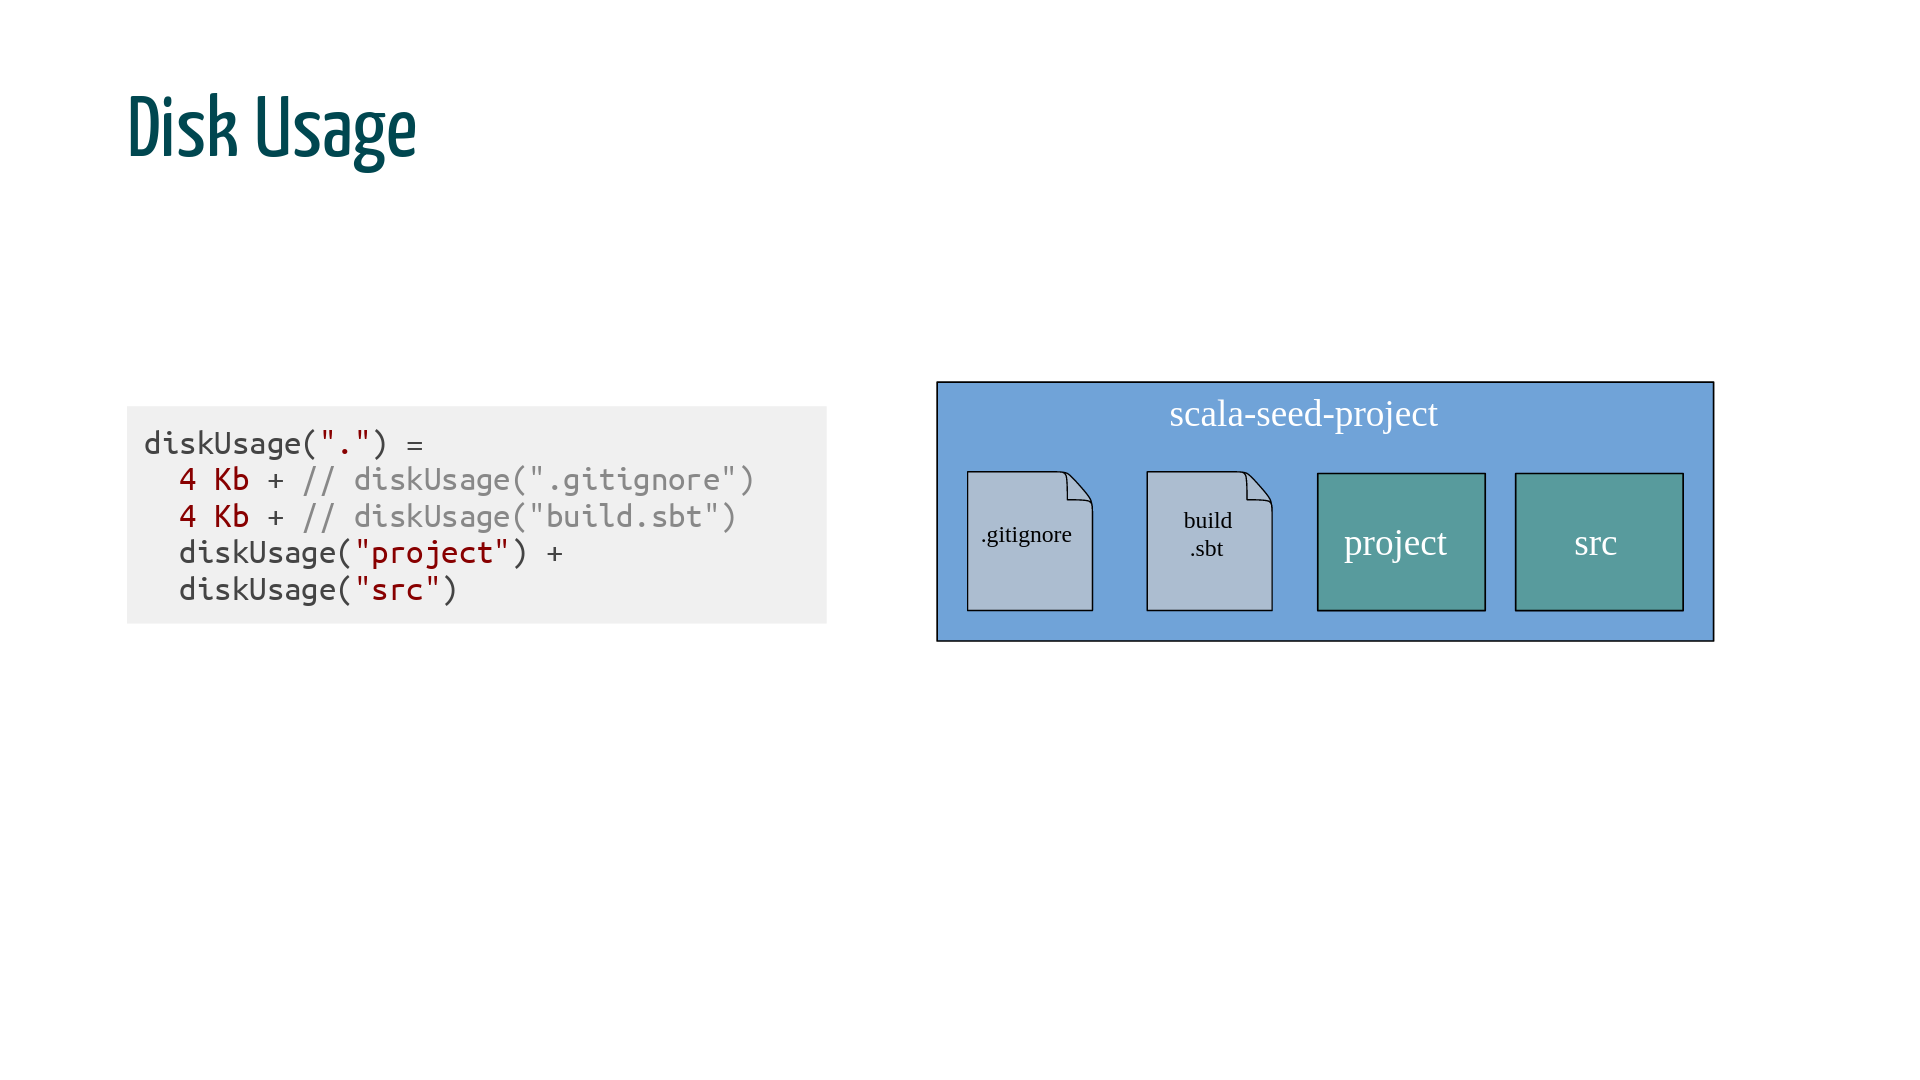 Disk Usage
diskUsage(".") =
  4 Kb + // diskUsage(".gitignore")
  4 Kb + // diskUsage("build.sbt")
  diskUsage("project") +
  diskUsage("src")
scala-seed-project
.gitignore
build
.sbt
project
src